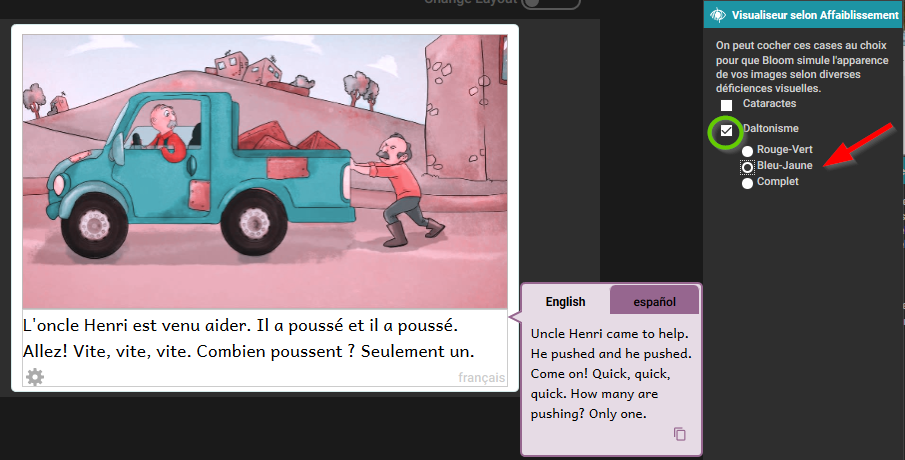 Change Layout
L'oncle Henri est venu aider. Il a poussé et il a poussé.
Allez! Vite, vite, vite. Combien poussent ? Seulement un.
français
English
español
Uncle Henri came to help.
He pushed and he pushed.
Come on! Quick, quick,
quick. How many are
pushing? Only one.
Visualiseur selon Affaiblissement
On peut cocher ces cases au choix
pour que Bloom simule l'apparence
de vos images selon diverses
déficiences visuelles.
Cataractes
Daltonisme
Rouge-Vert
Bleu-Jaune
Complet